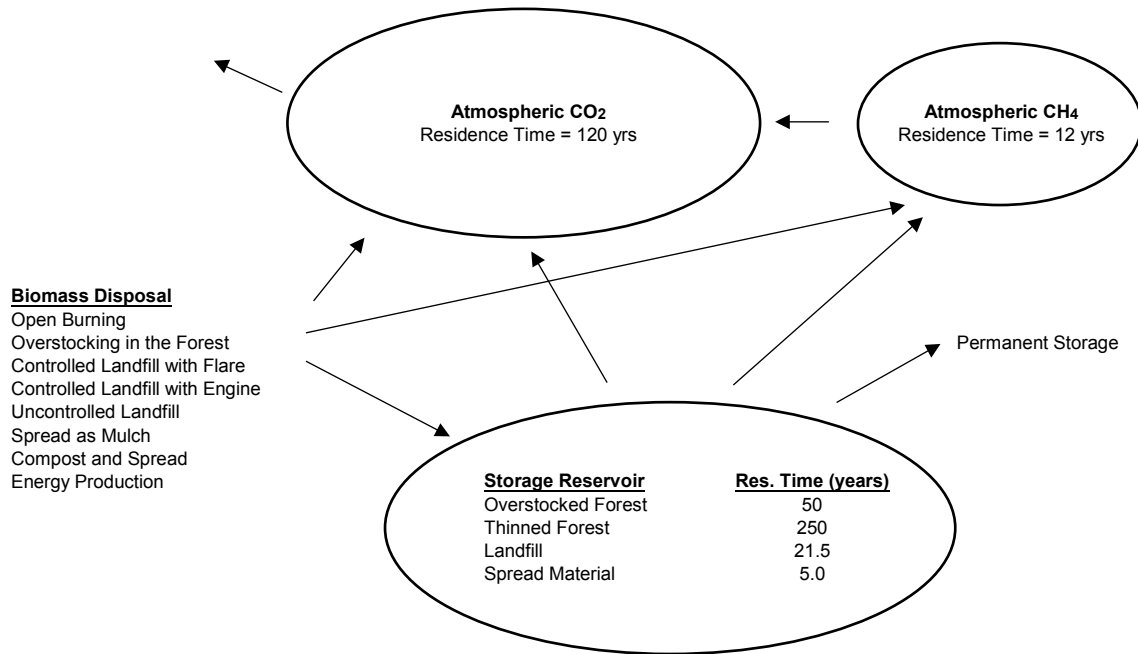 Atmospheric CO2
Residence Time = 120 yrs
Atmospheric CH4
Residence Time = 12 yrs
Biomass Disposal
Open Burning
Overstocking in the Forest
Controlled Landfill with Flare
Controlled Landfill with Engine
Uncontrolled Landfill
Spread as Mulch
Compost and Spread
Energy Production
Permanent Storage
Storage Reservoir Res. Time (years)
Overstocked Forest 50
Thinned Forest 250
Landfill 21.5
Spread Material 5.0